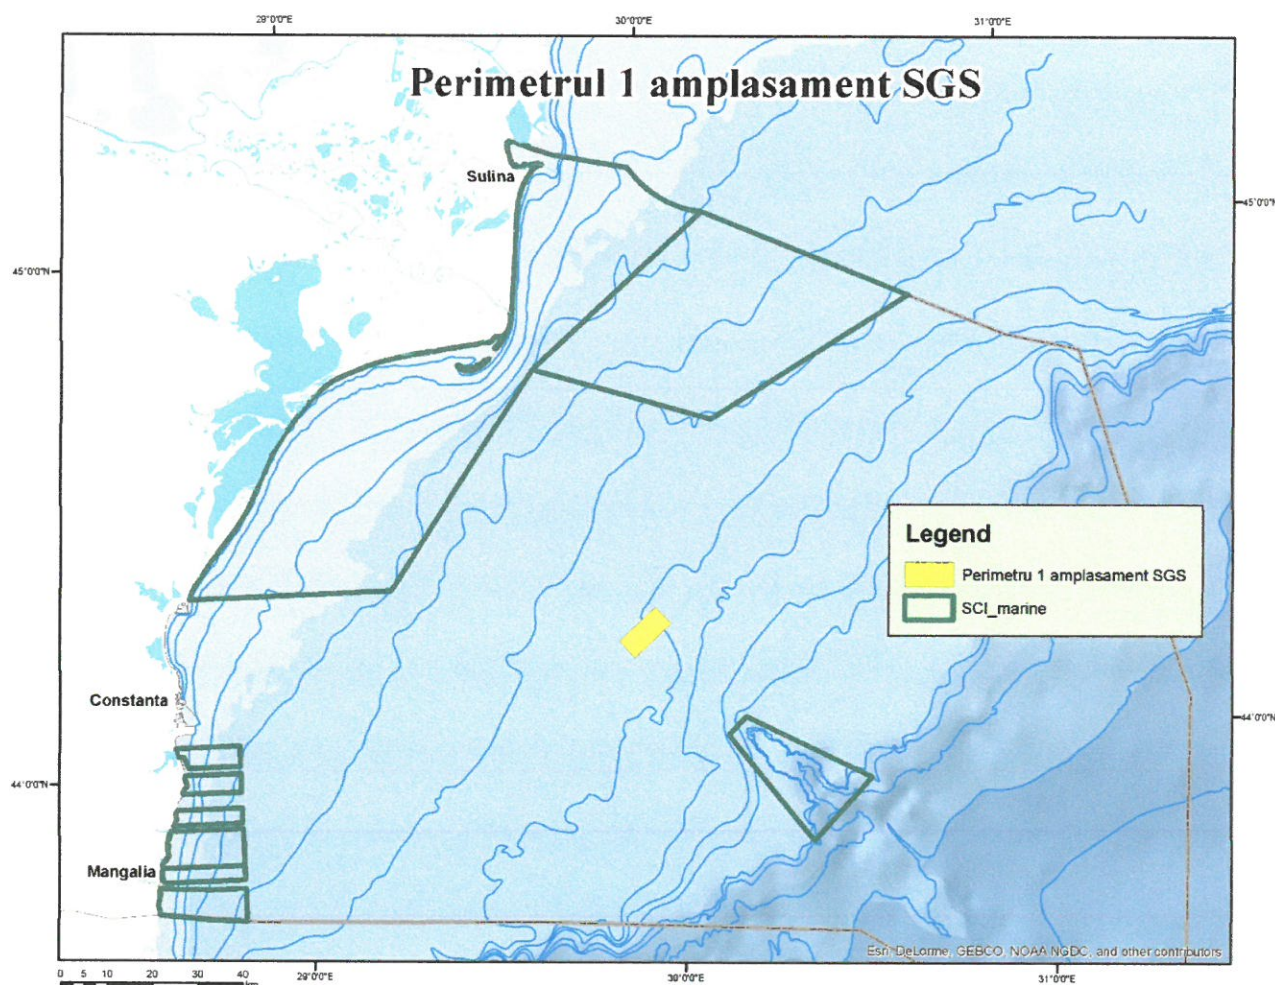 29°0'0"E 30°0'0"E 31°0'0"E
Perimetrul 1 amplasament SGS
Sulina
45°0'0"N
45°0'0"N
Legend
Perimetru 1 amplasament SGS
SCI_marine
Constanta
44°0'0"N
44°0'0"N
Mangalia
Esri, DeLorme, GEBCO, NOAA NGDC, and other contributors
0 5 10 20 30 40
29°0'0"E 30°0'0"E 31°0'0"E